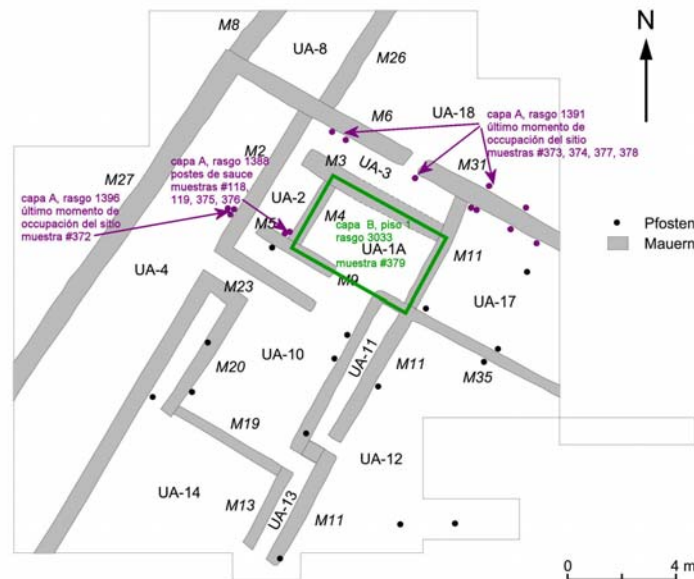 M8
UA-8
M26
N
M6
UA-18
capa A, rasgo 1391
último momento de
ocupación del sitio
muestras #373, 374, 377, 378
M2
capa A, rasgo 1388
postes de sauce
muestras #118,
119, 375, 376
M3
UA-3
M31
M27
UA-2
capa A, rasgo 1396
último momento de
ocupación del sitio
muestra #372
M4
M5
capa B, piso 1
rasgo 3033
muestra #379
UA-1A
Pfosten
Mauern
UA-4
M11
M9
M23
UA-17
UA-10
UA-11
M20
M11
M35
M19
UA-12
UA-14
M13
UA-13
M11
0 4 m